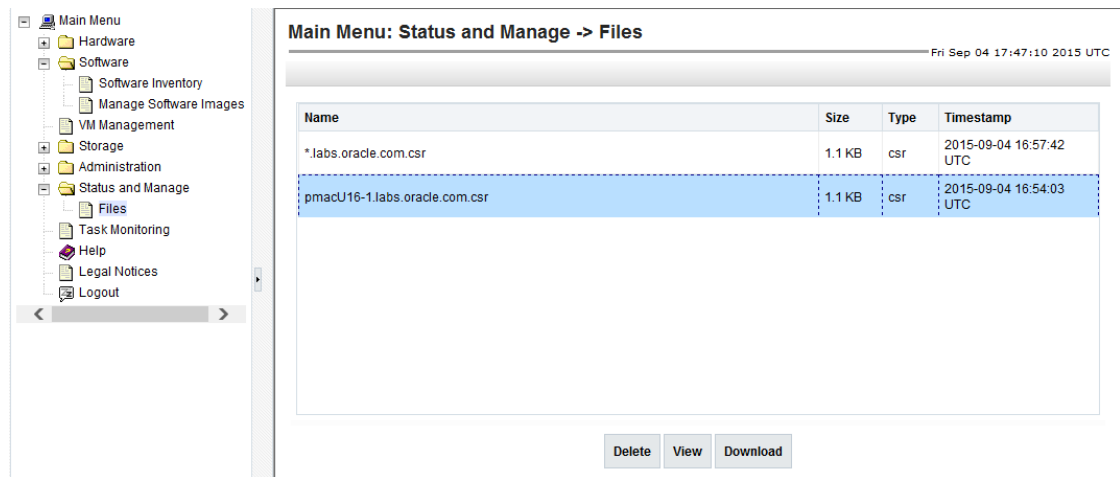 Main Menu
Hardware
Software
Software Inventory
Manage Software Images
VM Management
Storage
Administration
Status and Manage
Files
Task Monitoring
Help
Legal Notices
Logout
Main Menu: Status and Manage -> Files
Fri Sep 04 17:47:10 2015 UTC
Name Size Type Timestamp
*.labs.oracle.com.csr 1.1 KB csr 2015-09-04 16:57:42
UTC
pmacU16-1.labs.oracle.com.csr 1.1 KB csr 2015-09-04 16:54:03
UTC
Delete View Download